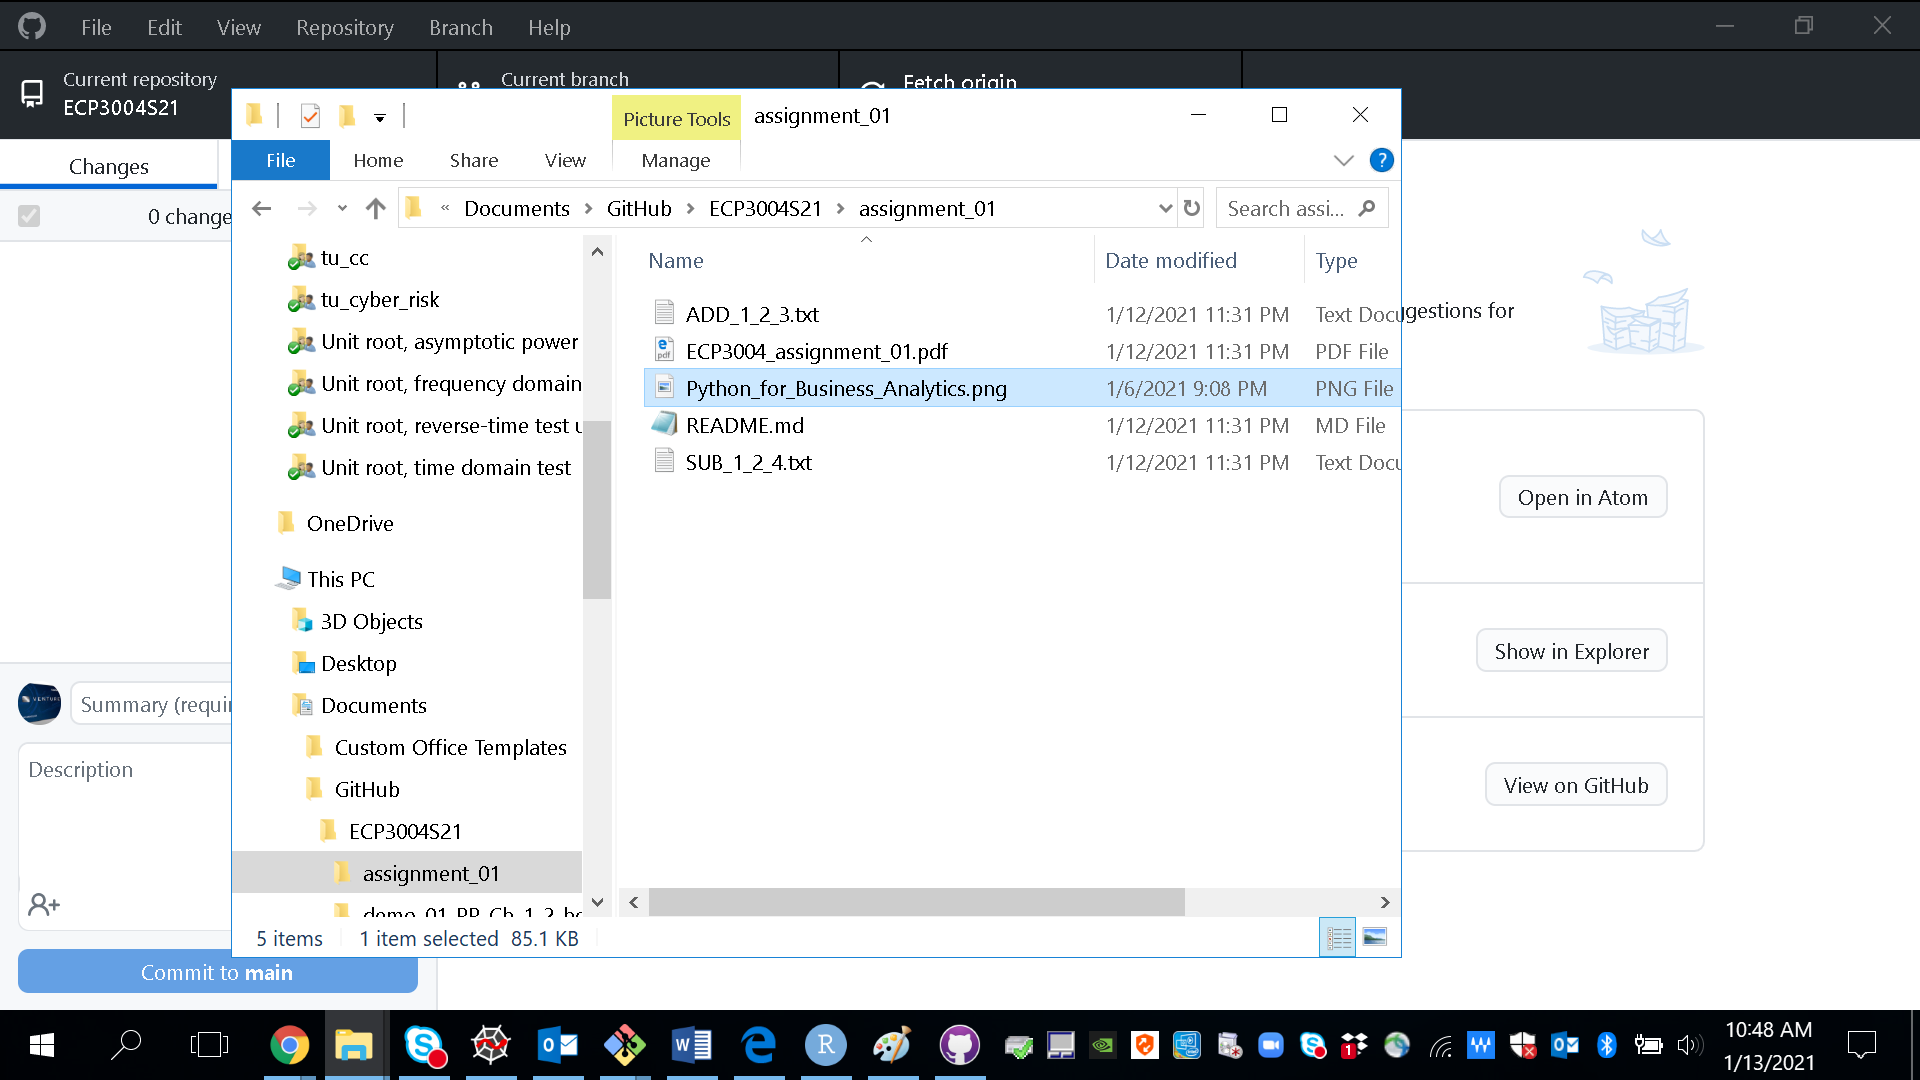 File Edit View Repository Branch Help
Current repository
ECP3004S21
Current branch
Fetch origin
Picture Tools
assignment_01
File Home Share View Manage
« Documents > GitHub > ECP3004S21 > assignment_01
Search assi...
Changes
0 change
tu_cc
tu_cyber_risk
Unit root, asymptotic power
Unit root, frequency domain
Unit root, reverse-time test u
Unit root, time domain test
OneDrive
This PC
3D Objects
Desktop
Documents
Custom Office Templates
GitHub
ECP3004S21
assignment_01
demo_01_PP_Ch_1_2_be
Name Date modified Type
ADD_1_2_3.txt 1/12/2021 11:31 PM Text Docu
ECP3004_assignment_01.pdf 1/12/2021 11:31 PM PDF File
Python_for_Business_Analytics.png 1/6/2021 9:08 PM PNG File
README.md 1/12/2021 11:31 PM MD File
SUB_1_2_4.txt 1/12/2021 11:31 PM Text Docu
gestions for
Open in Atom
Show in Explorer
View on GitHub
Summary (requir
Description
Commit to main
5 items 1 item selected 85.1 KB
10:48 AM
1/13/2021